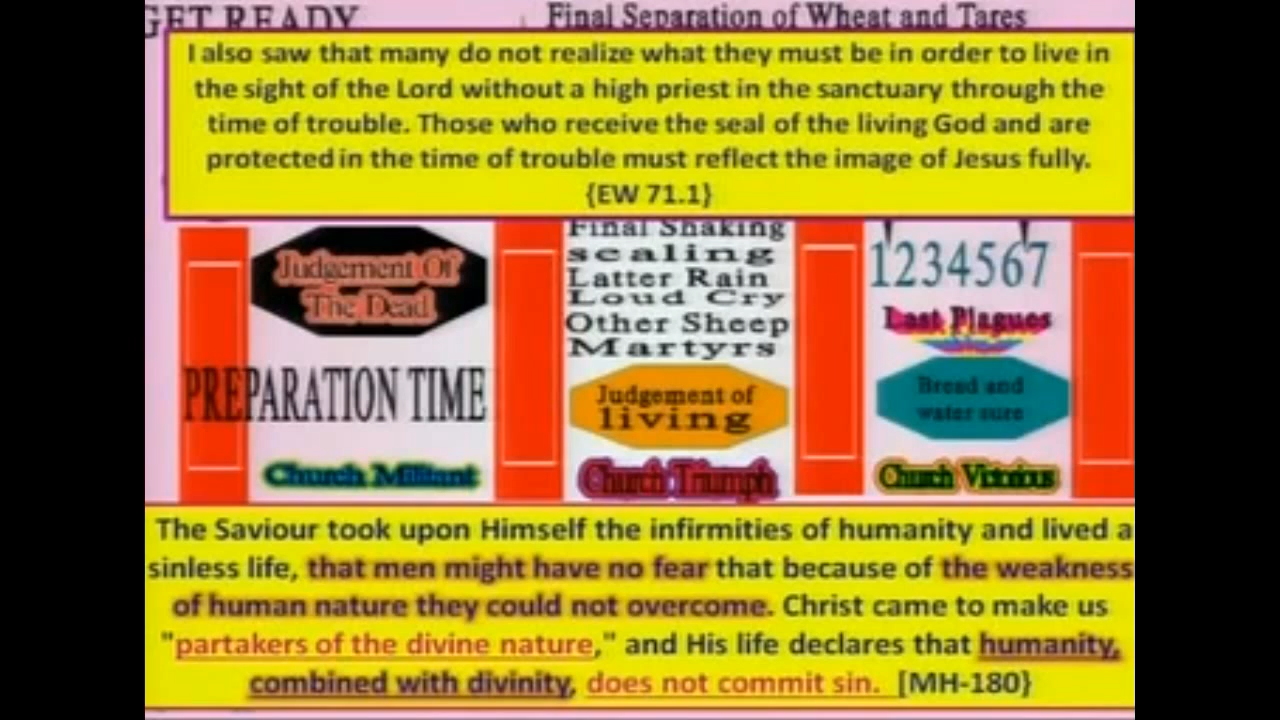 GET READY
Final Separation of Wheat and Tares
I also saw that many do not realize what they must be in order to live in
the sight of the Lord without a high priest in the sanctuary through the
time of trouble. Those who receive the seal of the living God and are
protected in the time of trouble must reflect the image of Jesus fully.
{EW 71.1}
Judgement Of
The Dead
PREPARATION TIME
Church Militant
Final Shaking
sealing
Latter Rain
Loud Cry
Other Sheep
Martyrs
Judgement of
living
Church Triumph
1234567
Last Plagues
Bread and
water sure
Church Victorious
The Saviour took upon Himself the infirmities of humanity and lived a
sinless life, that men might have no fear that because of the weakness
of human nature they could not overcome. Christ came to make us
"partakers of the divine nature," and His life declares that humanity,
combined with divinity, does not commit sin. [MH-180}